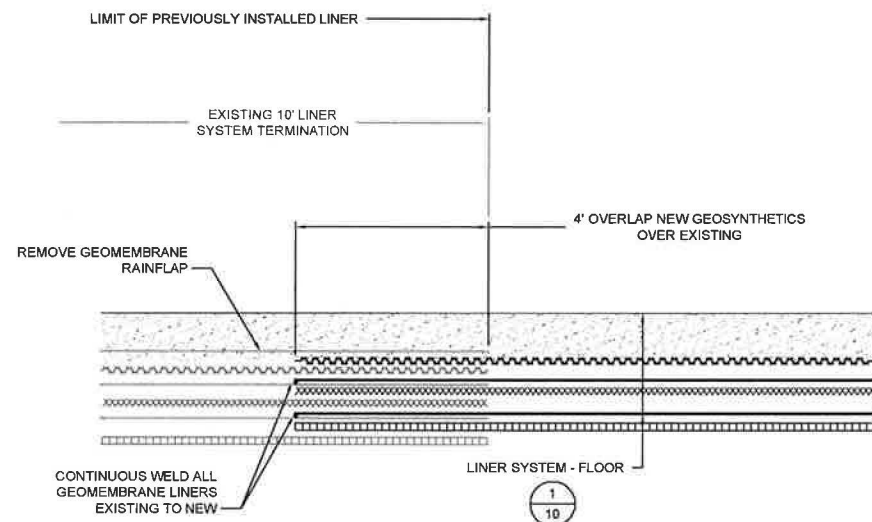 LIMIT OF PREVIOUSLY INSTALLED LINER
EXISTING 10' LINER
SYSTEM TERMINATION
4' OVERLAP NEW GEOSYNTHETICS
OVER EXISTING
REMOVE GEOMEMBRANE
RAINFLAP
CONTINUOUS WELD ALL
GEOMEMBRANE LINERS
EXISTING TO NEW
LINER SYSTEM - FLOOR
1
10